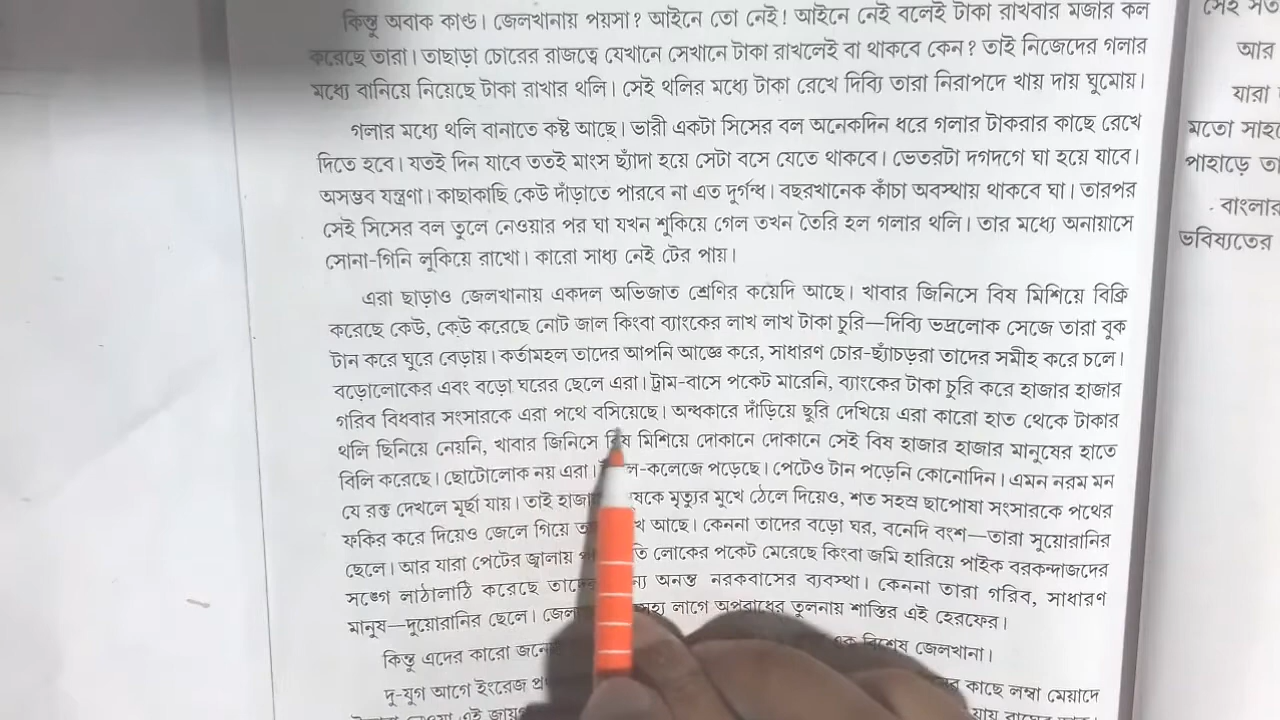 কিন্তু অবাক কান্ড। জেলখানায় পয়সা? আইনে তো নেই! আইনে নেই বলেই টাকা রাখবার মজার কল
করেছে তারা। তাছাড়া চোরের রাজত্বে যেখানে সেখানে টাকা রাখলেই বা থাকবে কেন? তাই নিজেদের গলার
মধ্যে বানিয়ে নিয়েছে টাকা রাখার থলি। সেই থলির মধ্যে টাকা রেখে দিব্যি তারা নিরাপদে খায় দায় ঘুমোয়।
গলার মধ্যে থলি বানাতে কষ্ট আছে। ভারী একটা সিসের বল অনেকদিন ধরে গলার টাকরার কাছে রেখে
দিতে হবে। যতই দিন যাবে ততই মাংস ছ্যাঁদা হয়ে সেটা বসে যেতে থাকবে। ভেতরটা দগদগে ঘা হয়ে যাবে।
অসম্ভব যন্ত্রণা। কাছাকাছি কেউ দাঁড়াতে পারবে না এত দুর্গন্ধ। বছরখানেক কাঁচা অবস্থায় থাকবে ঘা। তারপর
সেই সিসের বল তুলে নেওয়ার পর ঘা যখন শুকিয়ে গেল তখন তৈরি হল গলার থলি। তার মধ্যে অনায়াসে
সোনা-গিনি লুকিয়ে রাখো। কারো সাধ্য নেই টের পায়।
এরা ছাড়াও জেলখানায় একদল অভিজাত শ্রেণির কয়েদি আছে। খাবার জিনিসে বিষ মিশিয়ে বিক্রি
করেছে কেউ, কেউ করেছে নোট জাল কিংবা ব্যাংকের লাখ লাখ টাকা চুরি—দিব্যি ভদ্রলোক সেজে তারা বুক
টান করে ঘুরে বেড়ায়। কর্তামহল তাদের আপনি আজ্ঞে করে, সাধারণ চোর-ছ্যাঁচড়রা তাদের সমীহ করে চলে।
বড়োলোকের এবং বড়ো ঘরের ছেলে এরা। ট্রাম-বাসে পকেট মারেনি, ব্যাংকের টাকা চুরি করে হাজার হাজার
গরিব বিধবার সংসারকে এরা পথে বসিয়েছে। অন্ধকারে দাঁড়িয়ে ছুরি দেখিয়ে এরা কারো হাত থেকে টাকার
থলি ছিনিয়ে নেয়নি, খাবার জিনিসে বিষ মিশিয়ে দোকানে দোকানে সেই বিষ হাজার হাজার মানুষের হাতে
বিলি করেছে। ছোটোলোক নয় এরা। ল-কলেজে পড়েছে। পেটেও টান পড়েনি কোনোদিন। এমন নরম মন
যে রক্ত দেখলে মূর্ছা যায়। তাই হাজা ষকে মৃত্যুর মুখে ঠেলে দিয়েও, শত সহস্র ছাপোষা সংসারকে পথের
ফকির করে দিয়েও জেলে গিয়ে আছে। কেননা তাদের বড়ো ঘর, বনেদি বংশ—তারা সুয়োরানির
ছেলে। আর যারা পেটের জ্বালায় লোকের পকেট মেরেছে কিংবা জমি হারিয়ে পাইক বরকন্দাজদের
সঙ্গে লাঠালাঠি করেছে তাদের অনন্ত নরকবাসের ব্যবস্থা। কেননা তারা গরিব, সাধারণ
মানুষ—দুয়োরানির ছেলে। লাগে অপরাধের তুলনায় শাস্তির এই হেরফের।
কিন্তু এদের কারো এক বিশেষ জেলখানা।
দু-যুগ আগে ইংরেজ কাছে লম্বা মেয়াদে
আর
যারা
মতো
পাহাড়ে
বাংলার
ভবিষ্যতের